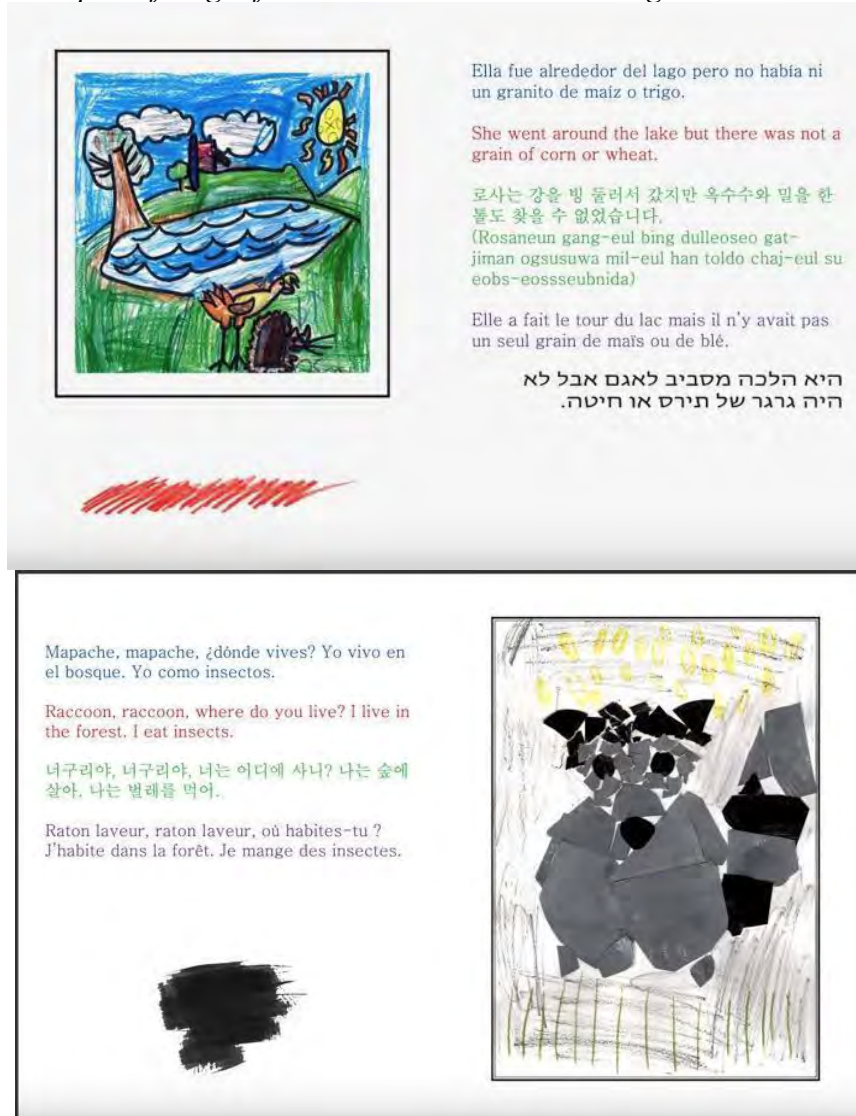 Ella fue alrededor del lago pero no había ni
un granito de maíz o trigo.
She went around the lake but there was not a
grain of corn or wheat.
로사는 강을 빙 둘러서 갔지만 옥수수와 밀을 한
톨도 찾을 수 없었습니다.
(Rosaneun gang-eul bing dulleoseo gat-
jiman ogsusuwa mil-eul han toldo chaj-eul su
eobs-eossseubnida)
Elle a fait le tour du lac mais il n'y avait pas
un seul grain de maïs ou de blé.
היא הלכה מסביב לאגם אבל לא
היה גרגר של תירס או חיטה.
Mapache, mapache, ¿dónde vives? Yo vivo en
el bosque. Yo como insectos.
Raccoon, raccoon, where do you live? I live in
the forest. I eat insects.
너구리야, 너구리야, 너는 어디에 사니? 나는 숲에
살아. 나는 벌레를 먹어.
Raton laveur, raton laveur, où habites-tu ?
J'habite dans la forêt. Je mange des insectes.